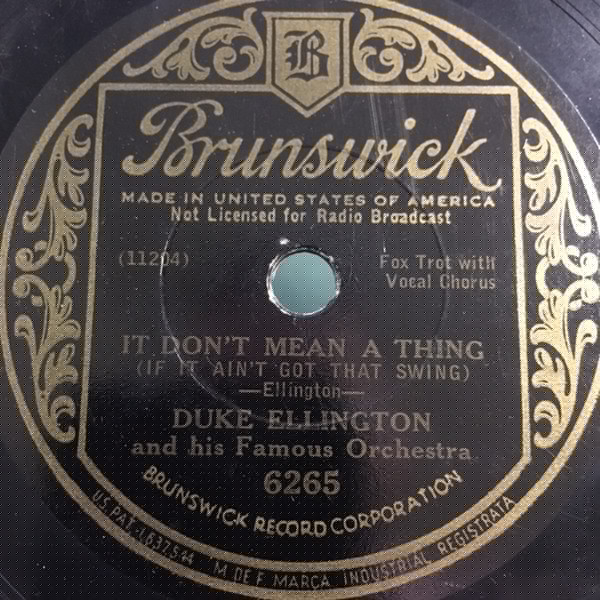 B
Brunswick
MADE IN UNITED STATES OF AMERICA
Not Licensed for Radio Broadcast
(11204)
Fox Trot with
Vocal Chorus
IT DON'T MEAN A THING
(IF IT AIN'T GOT THAT SWING)
—Ellington—
DUKE ELLINGTON
and his Famous Orchestra
6265
BRUNSWICK RECORD CORPORATION
U.S. PAT. 1,637,544 M. DE F. MARCA INDUSTRIAL REGISTRATA